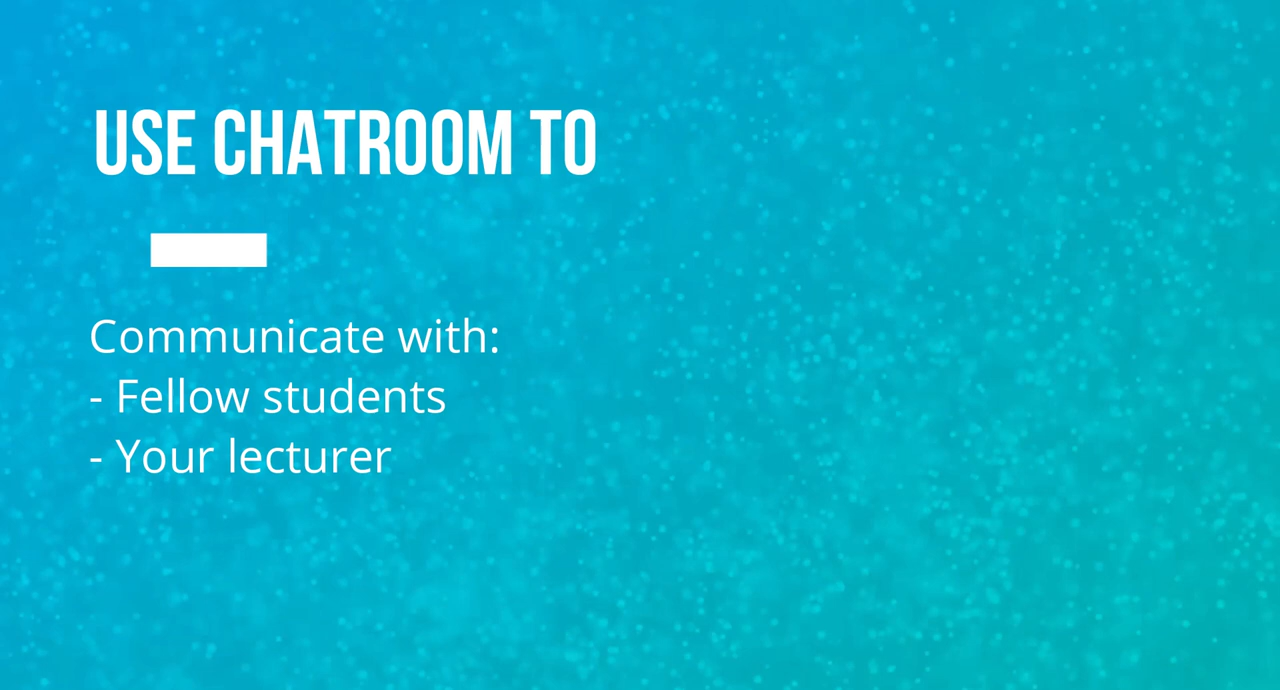 USE CHATROOM TO
Communicate with:
- Fellow students
- Your lecturer